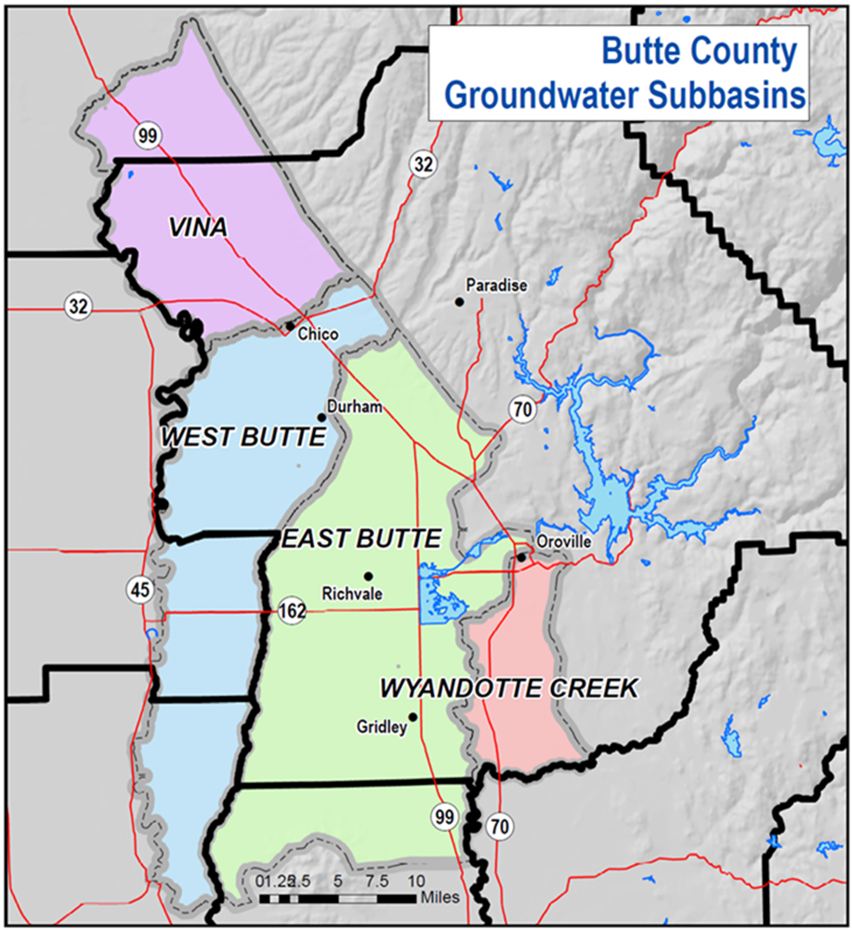 Butte County
Groundwater Subbasins
99
32
VINA
Paradise
32
Chico
Durham
70
WEST BUTTE
EAST BUTTE
Oroville
Richvale
45
162
WYANDOTTE CREEK
Gridley
99
70
5
7.5
10
Miles